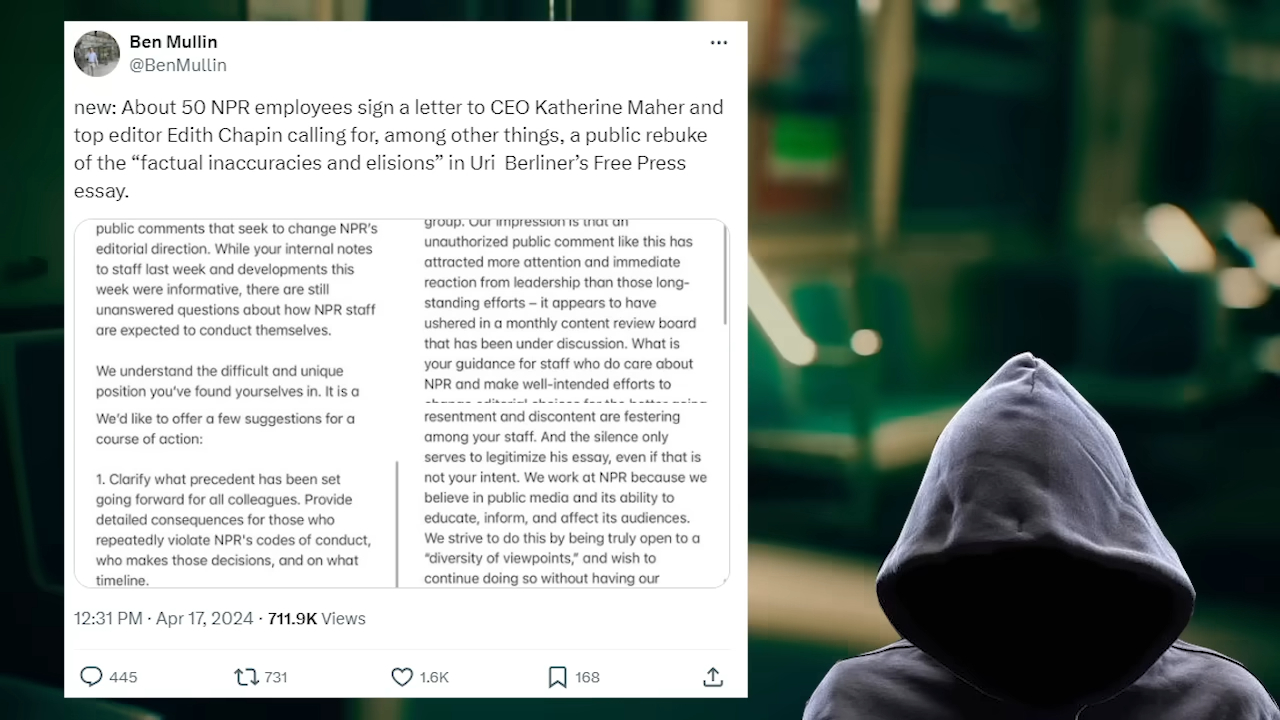 Ben Mullin
@BenMullin
new: About 50 NPR employees sign a letter to CEO Katherine Maher and
top editor Edith Chapin calling for, among other things, a public rebuke
of the “factual inaccuracies and elisions” in Uri Berliner’s Free Press
essay.
public comments that seek to change NPR’s
editorial direction. While your internal notes
to staff last week and developments this
week were informative, there are still
unanswered questions about how NPR staff
are expected to conduct themselves.
We understand the difficult and unique
position you’ve found yourselves in. It is a
We’d like to offer a few suggestions for a
course of action:
1. Clarify what precedent has been set
going forward for all colleagues. Provide
detailed consequences for those who
repeatedly violate NPR's codes of conduct,
who makes those decisions, and on what
timeline.
group. Our impression is that an
unauthorized public comment like this has
attracted more attention and immediate
reaction from leadership than those long-
standing efforts – it appears to have
ushered in a monthly content review board
that has been under discussion. What is
your guidance for staff who do care about
NPR and make well-intended efforts to
change editorial choices for the better going
resentment and discontent are festering
among your staff. And the silence only
serves to legitimize his essay, even if that is
not your intent. We work at NPR because we
believe in public media and its ability to
educate, inform, and affect its audiences.
We strive to do this by being truly open to a
“diversity of viewpoints,” and wish to
continue doing so without having our
12:31 PM · Apr 17, 2024 · 711.9K Views
445
731
1.6K
168